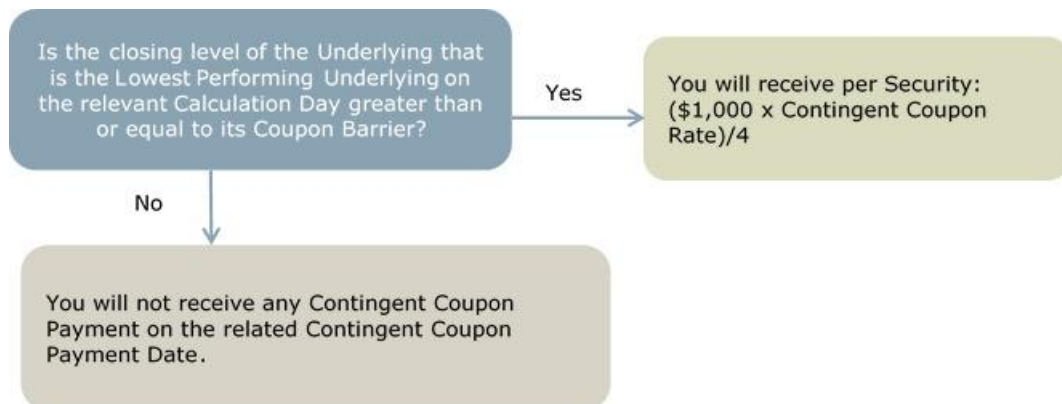 Is the closing level of the Underlying that
is the Lowest Performing Underlying on
the relevant Calculation Day greater than
or equal to its Coupon Barrier?
Yes
You will receive per Security:
($1,000 x Contingent Coupon
Rate)/4
No
You will not receive any Contingent Coupon
Payment on the related Contingent Coupon
Payment Date.